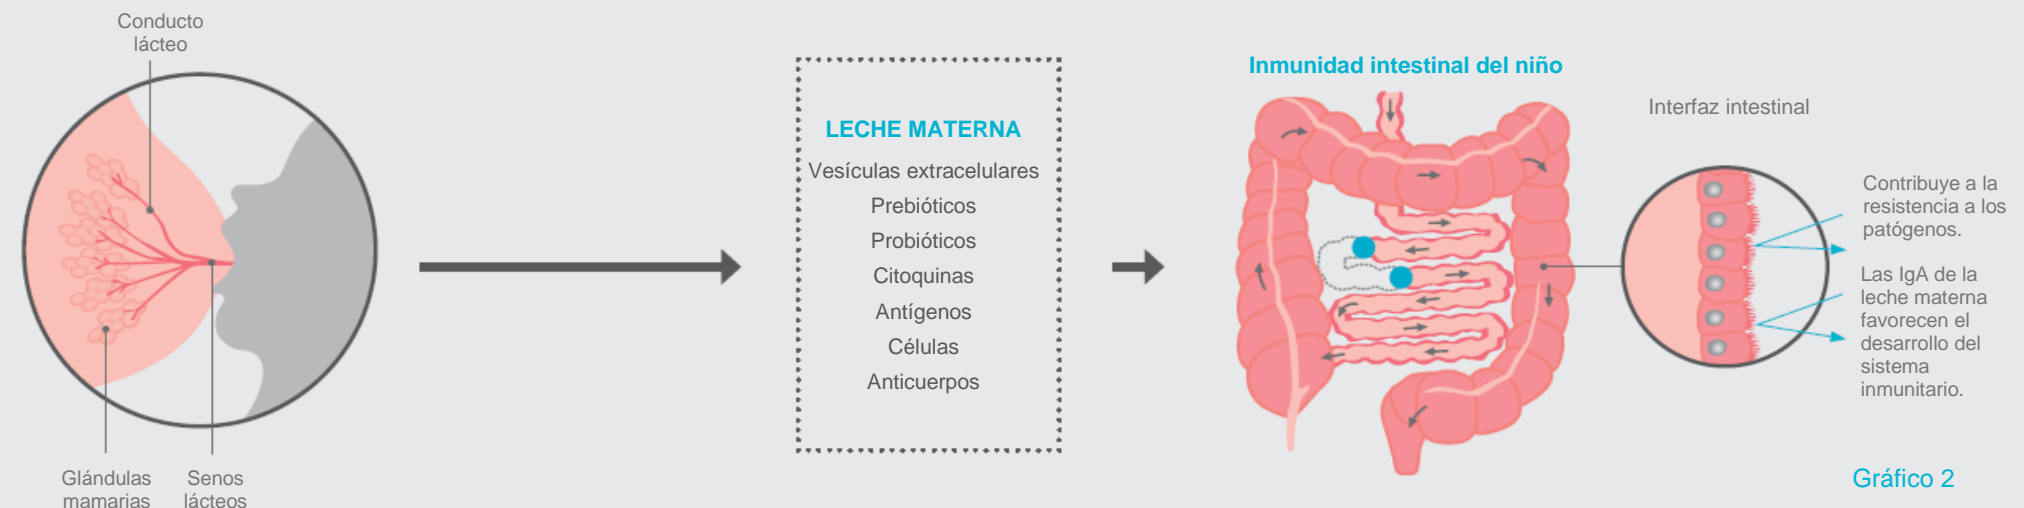 Conducto
lácteo
Glándulas
mamarias
Senos
lácteos
LECHE MATERNA
Vesículas extracelulares
Prebióticos
Probióticos
Citoquinas
Antígenos
Células
Anticuerpos
Inmunidad intestinal del niño
Interfaz intestinal
Contribuye a la
resistencia a los
patógenos.
Las IgA de la
leche materna
favorecen el
desarrollo del
sistema
inmunitario.
Gráfico 2